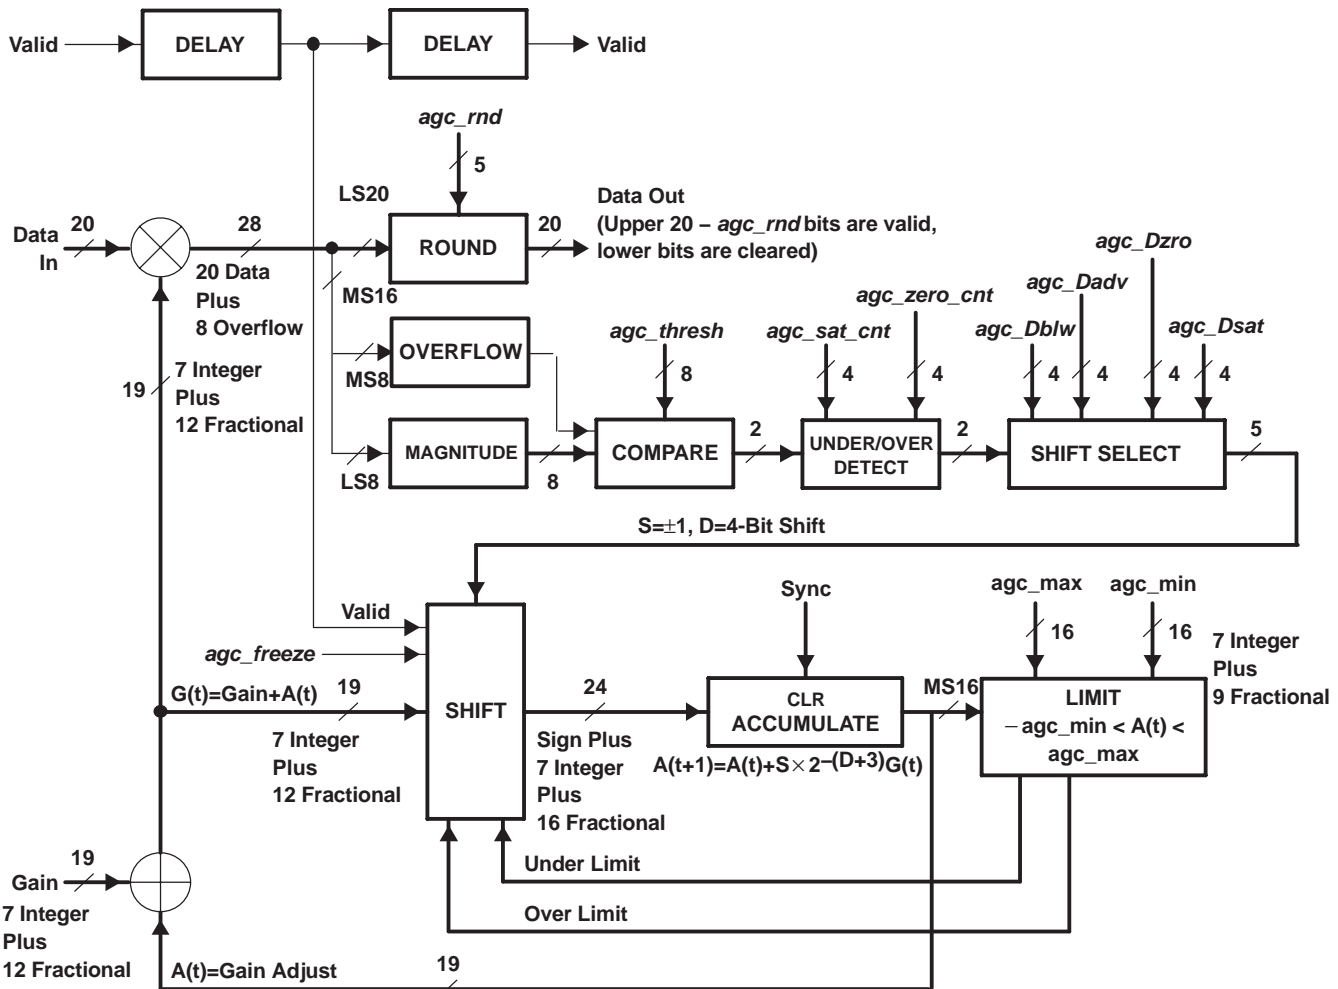 Valid
DELAY
DELAY
Valid
agc_rnd
5
LS20
Data Out
(Upper 20 – agc_rnd bits are valid,
lower bits are cleared)
Data
In
20
28
ROUND
20
20 Data
Plus
8 Overflow
MS16
agc_Dzro
agc_Dadv
agc_zero_cnt
agc_thresh
agc_sat_cnt
agc_Dblw
agc_Dsat
OVERFLOW
MS8
8
4
4
4
4
4
4
19
7 Integer
Plus
12 Fractional
MAGNITUDE
LS8
8
COMPARE
2
UNDER/OVER
DETECT
2
SHIFT SELECT
5
S=±1, D=4-Bit Shift
Sync
agc_max
agc_min
16
16
7 Integer
Plus
9 Fractional
Valid
agc_freeze
G(t)=Gain+A(t)
19
7 Integer
Plus
12 Fractional
SHIFT
24
Sign Plus
7 Integer
Plus
16 Fractional
CLR
ACCUMULATE
A(t+1)=A(t)+S×2–(D+3)G(t)
MS16
LIMIT
– agc_min < A(t) <
agc_max
Under Limit
Over Limit
Gain
19
7 Integer
Plus
12 Fractional
A(t)=Gain Adjust
19